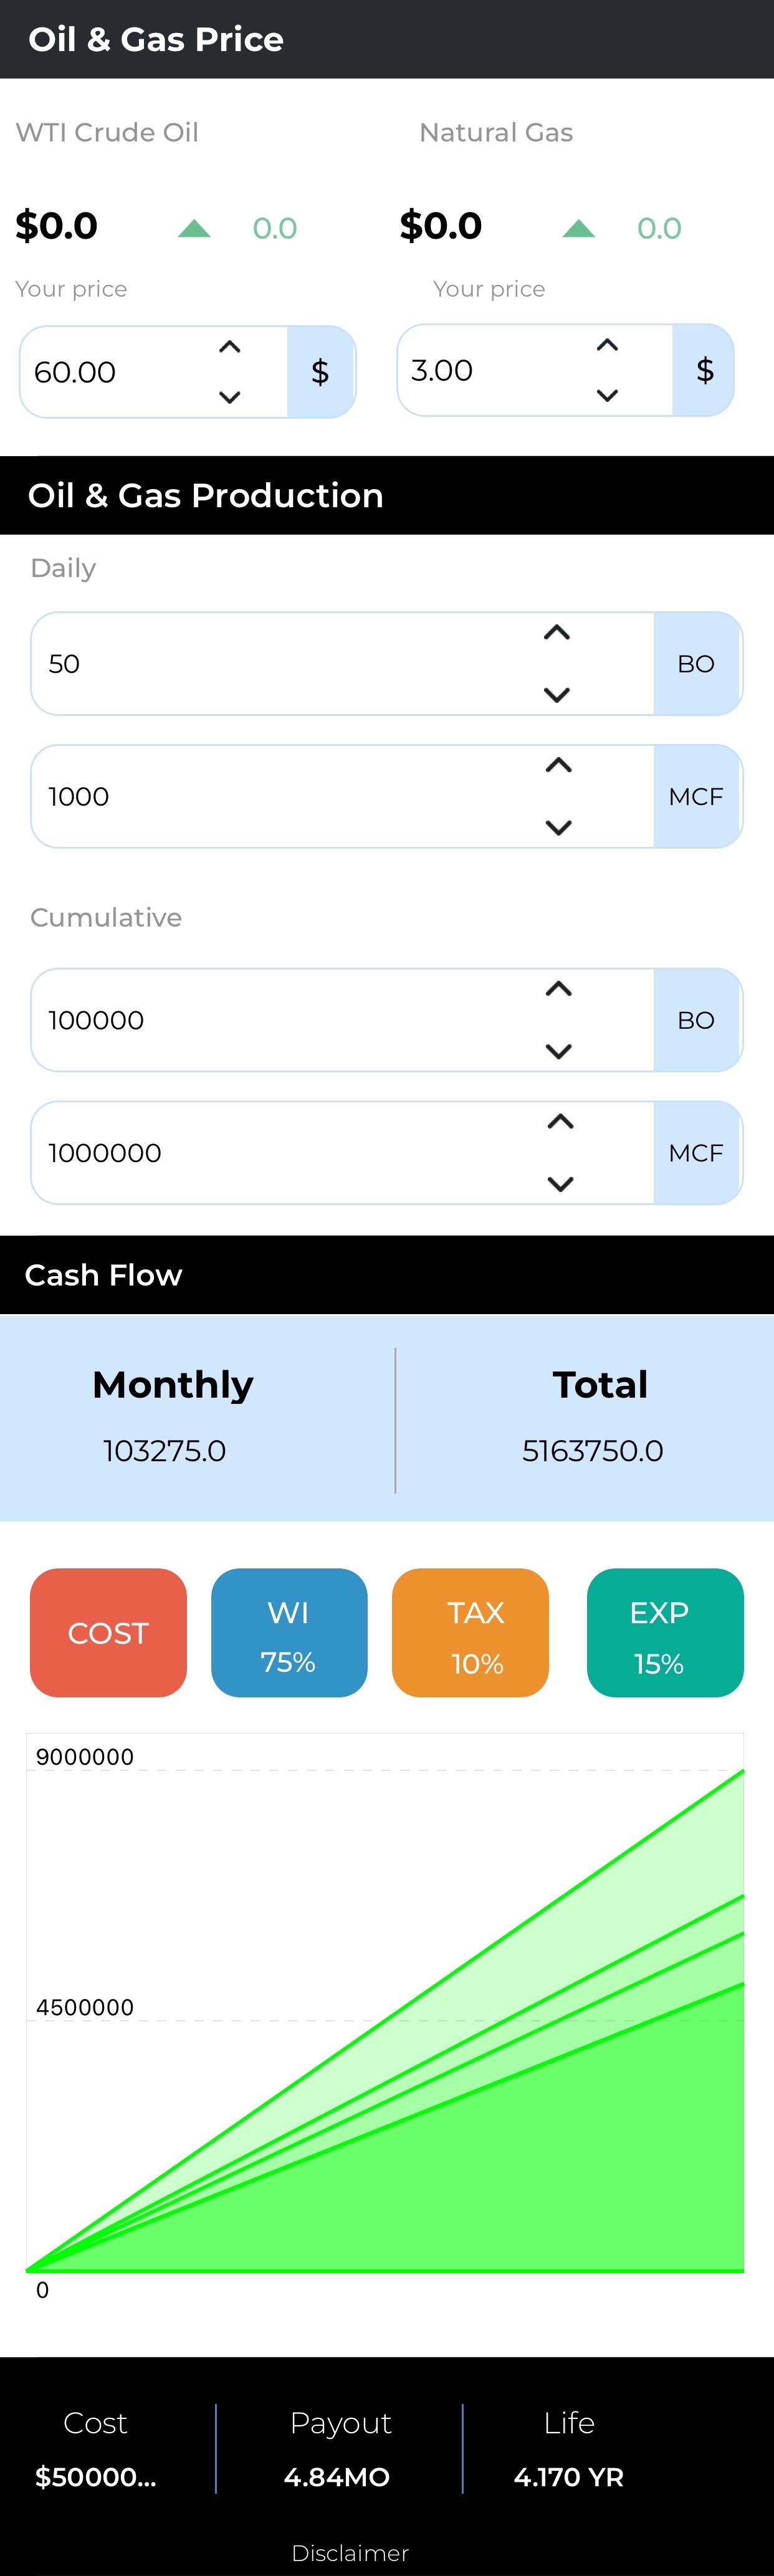 Oil & Gas Price
WTI Crude Oil Natural Gas
$0.0 0.0 $0.0 0.0
Your price Your price
60.00 $ 3.00 $
Oil & Gas Production
Daily
50 BO
1000 MCF
Cumulative
100000 BO
1000000 MCF
Cash Flow
Monthly Total
103275.0 5163750.0
COST WI TAX EXP
75% 10% 15%
9000000
4500000
0
Cost Payout Life
$50000... 4.84MO 4.170 YR
Disclaimer